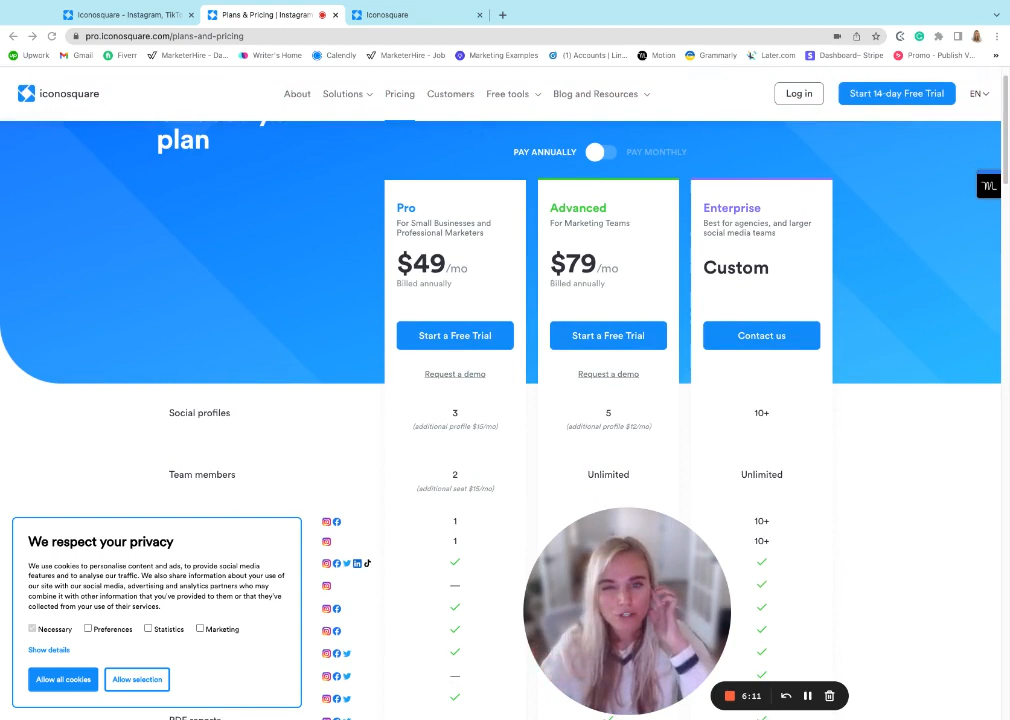 Iconosquare - Instagram, TikT
Plans & Pricing | Instagram
Iconosquare
pro.iconosquare.com/plans-and-pricing
Upwork
Gmail
Fiverr
MarketerHire - Da...
Writer's Home
Calendly
MarketerHire - Job
Marketing Examples
(1) Accounts | Lin...
Motion
Grammarly
Later.com
Dashboard– Stripe
Promo - Publish V...
iconosquare
About
Solutions
Pricing
Customers
Free tools
Blog and Resources
Log in
Start 14-day Free Trial
EN
plan
PAY ANNUALLY
PAY MONTHLY
Pro
For Small Businesses and
Professional Marketers
$49/mo
Billed annually
Start a Free Trial
Request a demo
Advanced
For Marketing Teams
$79/mo
Billed annually
Start a Free Trial
Request a demo
Enterprise
Best for agencies, and larger
social media teams
Custom
Contact us
Social profiles
3
(additional profile $15/mo)
5
(additional profile $12/mo)
10+
Team members
2
(additional seat $15/mo)
Unlimited
Unlimited
1
10+
1
10+
We respect your privacy
We use cookies to personalise content and ads, to provide social media
features and to analyse our traffic. We also share information about your use of
our site with our social media, advertising and analytics partners who may
combine it with other information that you've provided to them or that they've
collected from your use of their services.
Necessary
Preferences
Statistics
Marketing
Show details
Allow all cookies
Allow selection
6:11